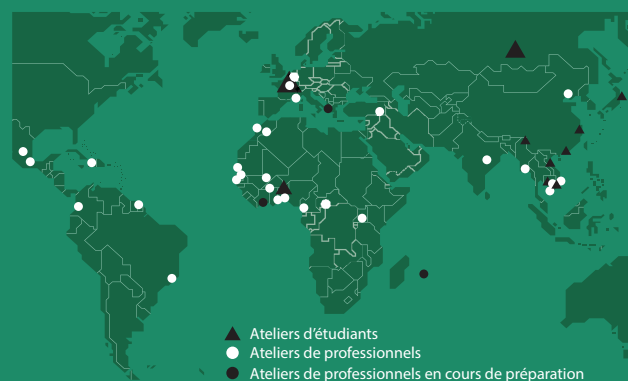 Ateliers d'étudiants
Ateliers de professionnels
Ateliers de professionnels en cours de préparation